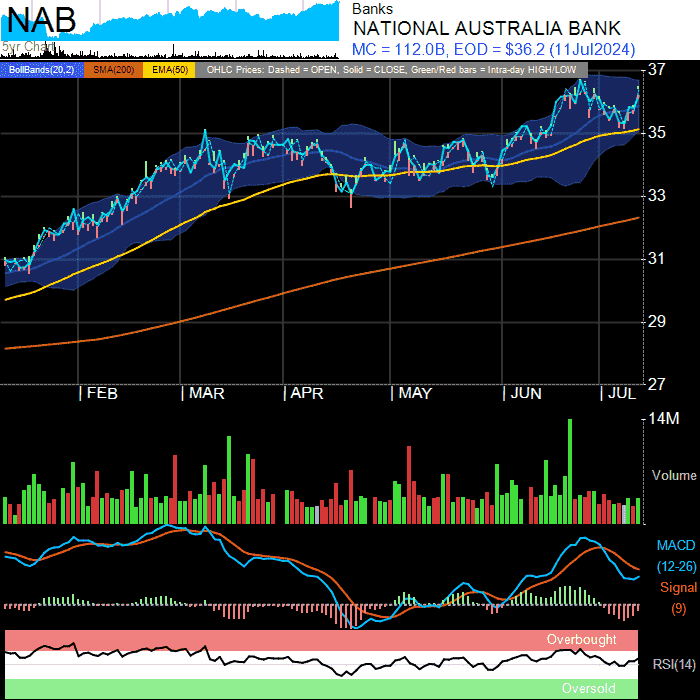 NAB
5yr Chart
Banks
NATIONAL AUSTRALIA BANK
MC = 112.0B, EOD = $36.2 (11Jul2024)
BollBands(20,2) SMA(200) EMA(50) OHLC Prices: Dashed = OPEN, Solid = CLOSE, Green/Red bars = Intra-day HIGH/LOW
37
35
33
31
29
27
| FEB | MAR | APR | MAY | JUN | JUL
14M
Volume
MACD
(12-26)
Signal
(9)
Overbought
RSI(14)
Oversold